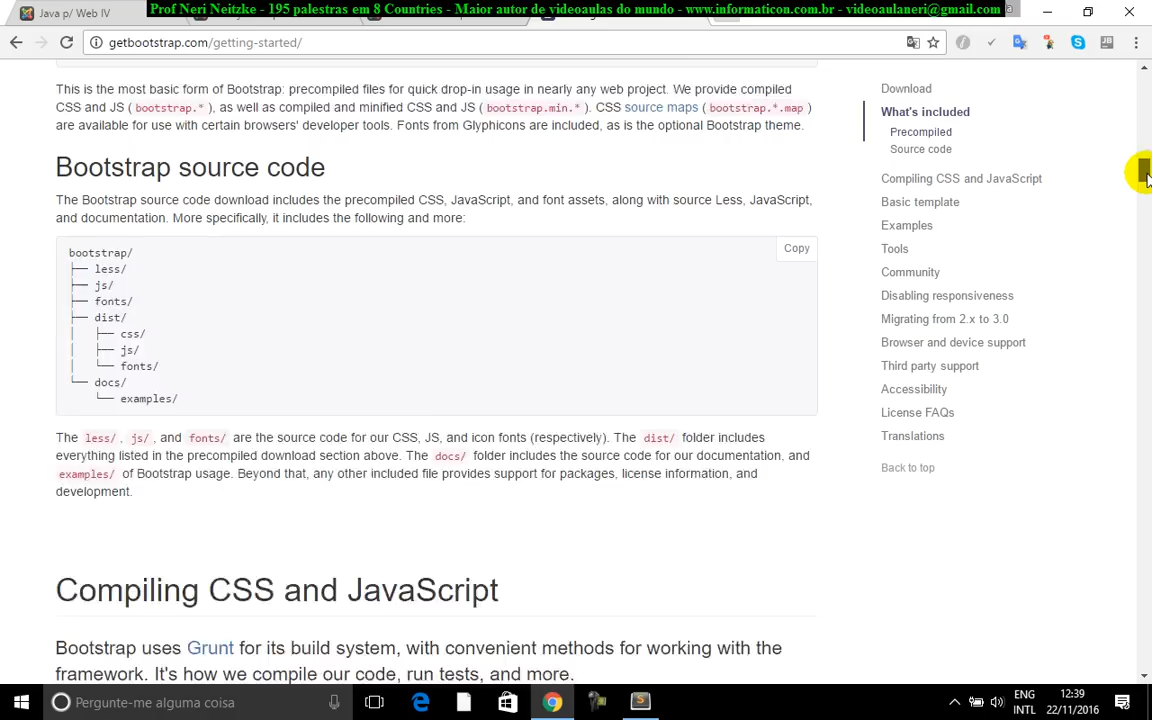 Java p/ Web IV
Prof Neri Neitzke - 195 palestras em 8 Countries - Maior autor de videoaulas do mundo - www.informaticon.com.br - videoaulaneri@gmail.com
getbootstrap.com/getting-started/
This is the most basic form of Bootstrap: precompiled files for quick drop-in usage in nearly any web project. We provide compiled
CSS and JS ( bootstrap.* ), as well as compiled and minified CSS and JS ( bootstrap.min.* ). CSS source maps ( bootstrap.*.map )
are available for use with certain browsers' developer tools. Fonts from Glyphicons are included, as is the optional Bootstrap theme.
Bootstrap source code
The Bootstrap source code download includes the precompiled CSS, JavaScript, and font assets, along with source Less, JavaScript,
and documentation. More specifically, it includes the following and more:
Copy
bootstrap/
├── less/
├── js/
├── fonts/
├── dist/
│   ├── css/
│   ├── js/
│   └── fonts/
└── docs/
    └── examples/
The less/ , js/ , and fonts/ are the source code for our CSS, JS, and icon fonts (respectively). The dist/ folder includes
everything listed in the precompiled download section above. The docs/ folder includes the source code for our documentation, and
examples/ of Bootstrap usage. Beyond that, any other included file provides support for packages, license information, and
development.
Compiling CSS and JavaScript
Bootstrap uses Grunt for its build system, with convenient methods for working with the
framework. It's how we compile our code, run tests, and more.
Download
What's included
Precompiled
Source code
Compiling CSS and JavaScript
Basic template
Examples
Tools
Community
Disabling responsiveness
Migrating from 2.x to 3.0
Browser and device support
Third party support
Accessibility
License FAQs
Translations
Back to top
Pergunte-me alguma coisa
ENG
INTL
12:39
22/11/2016